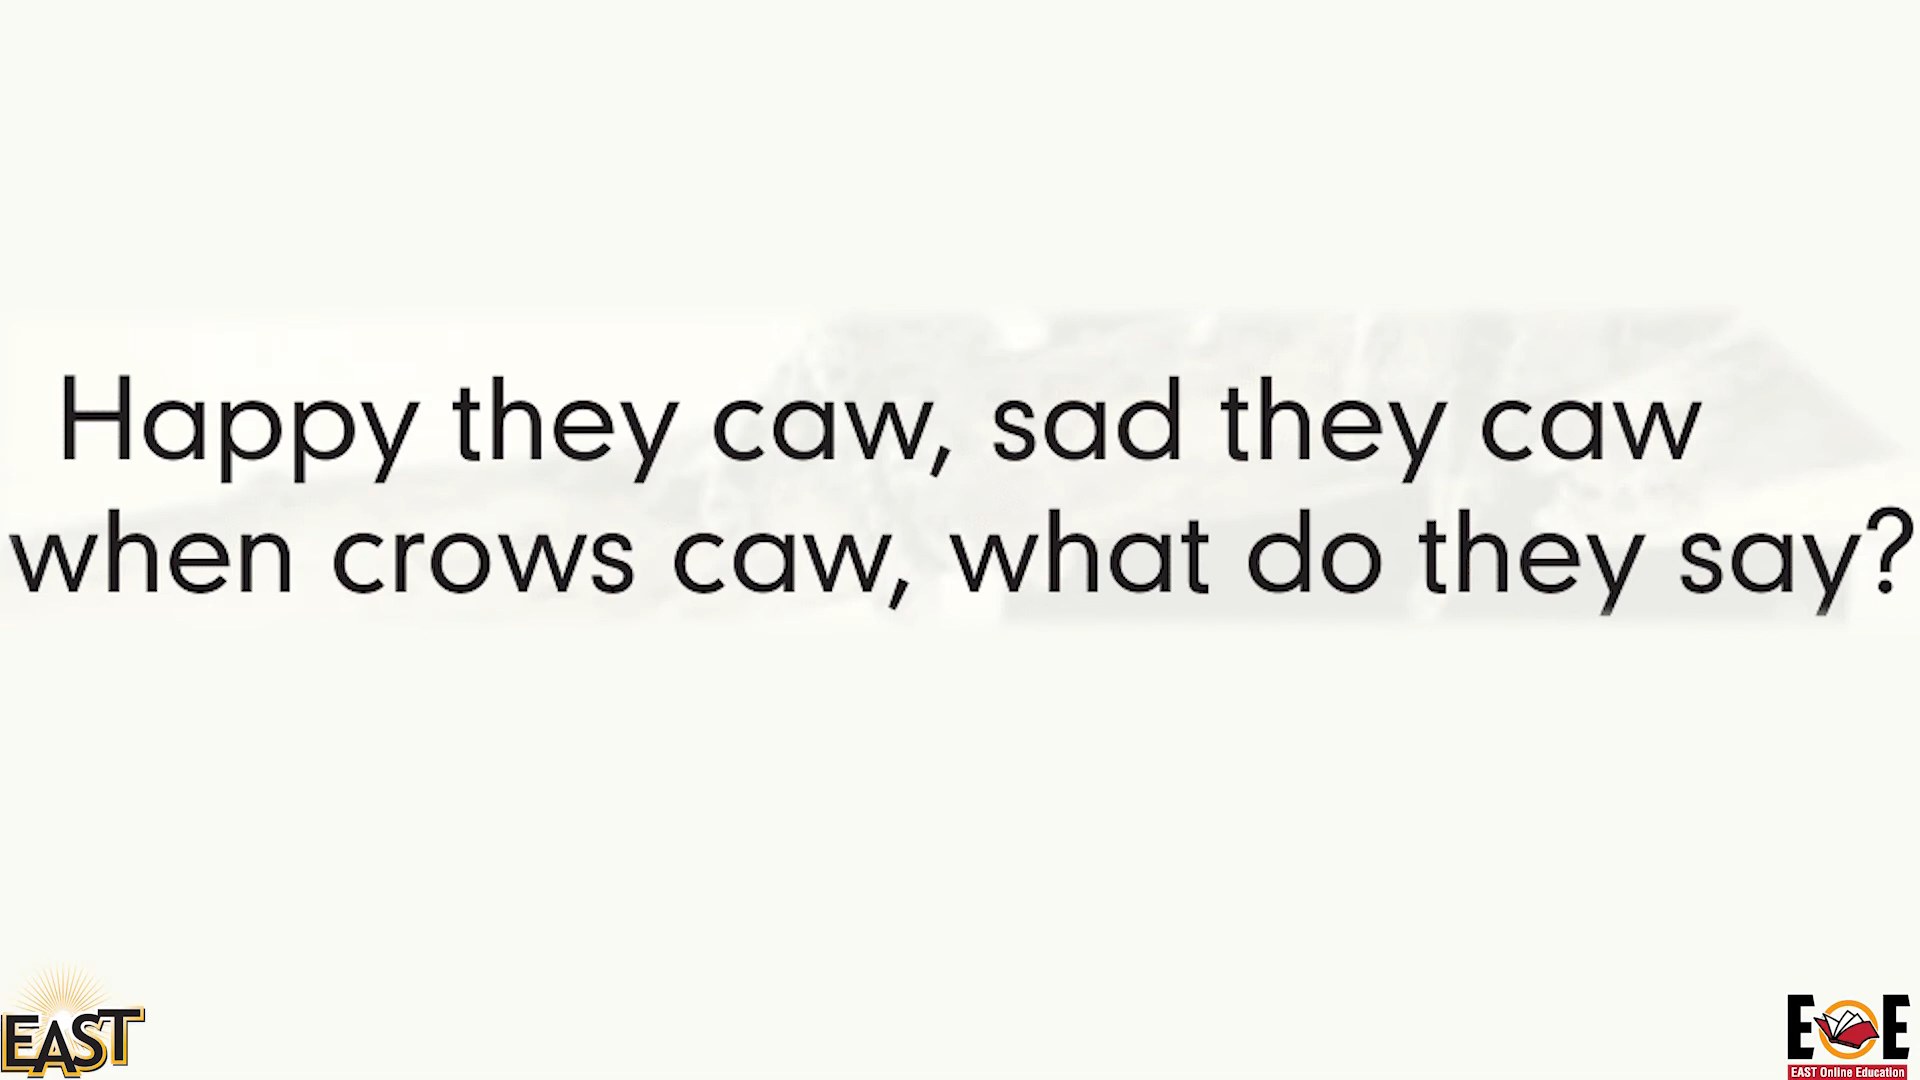 Happy they caw, sad they caw
when crows caw, what do they say?
EAST
EOE
EAST Online Education